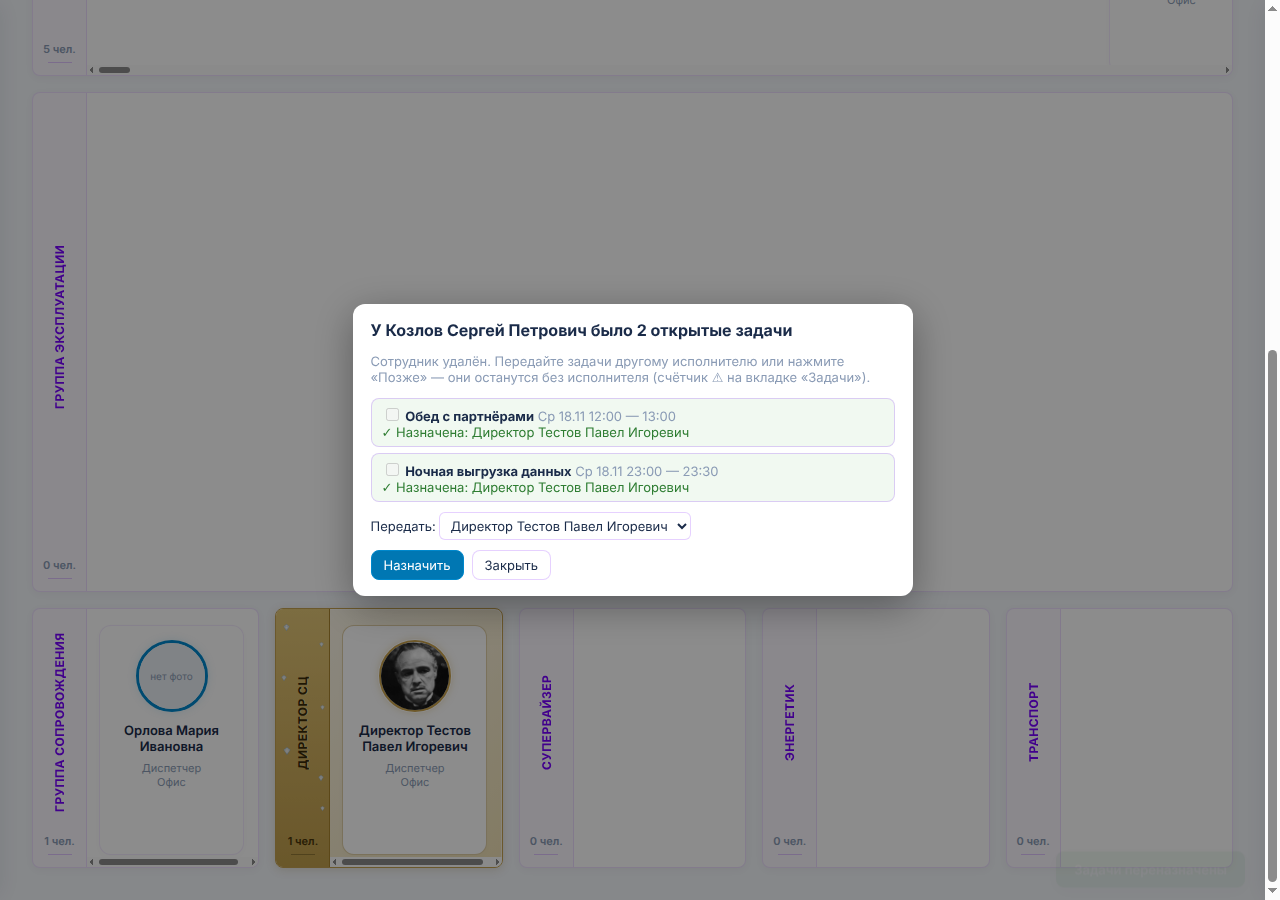 Офис
5 чел.
ГРУППА ЭКСПЛУАТАЦИИ
0 чел.
У Козлов Сергей Петрович было 2 открытые задачи
Сотрудник удалён. Передайте задачи другому исполнителю или нажмите
«Позже» — они останутся без исполнителя (счётчик ⚠ на вкладке «Задачи»).
Обед с партнёрами Ср 18.11 12:00 — 13:00
✓ Назначена: Директор Тестов Павел Игоревич
Ночная выгрузка данных Ср 18.11 23:00 — 23:30
✓ Назначена: Директор Тестов Павел Игоревич
Передать: Директор Тестов Павел Игоревич
Назначить
Закрыть
ГРУППА СОПРОВОЖДЕНИЯ
1 чел.
нет фото
Орлова Мария
Ивановна
Диспетчер
Офис
ДИРЕКТОР СЦ
1 чел.
Директор Тестов
Павел Игоревич
Диспетчер
Офис
СУПЕРВАЙЗЕР
0 чел.
ЭНЕРГЕТИК
0 чел.
ТРАНСПОРТ
0 чел.